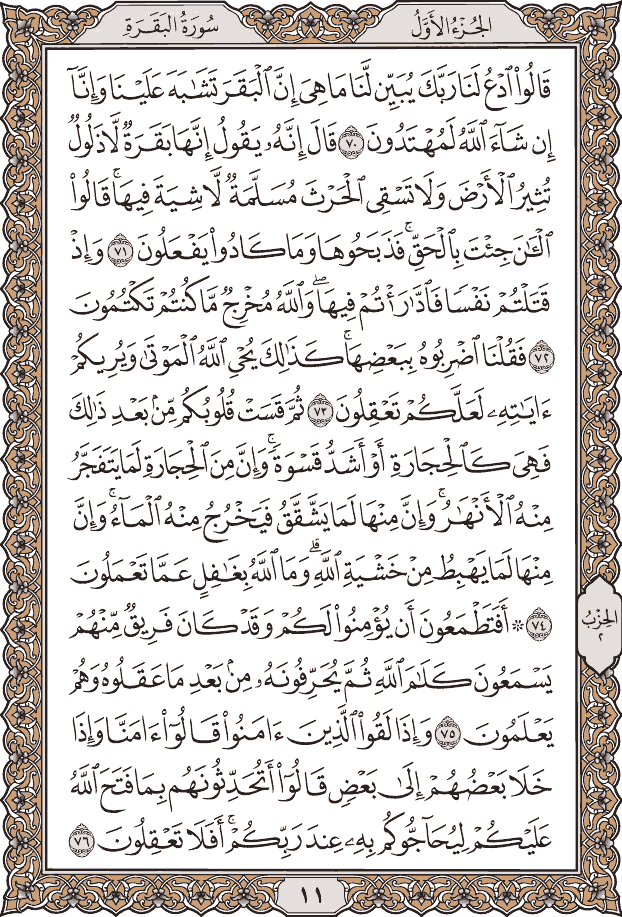 الجُزْءُ الأَوَّلُ
سُورَةُ البَقَرَةِ
قَالُوا۟ ٱدْعُ لَنَا رَبَّكَ يُبَيِّن لَّنَا مَا هِىَ إِنَّ ٱلْبَقَرَ تَشَـٰبَهَ عَلَيْنَا وَإِنَّآ
إِن شَآءَ ٱللَّهُ لَمُهْتَدُونَ ٧٠ قَالَ إِنَّهُۥ يَقُولُ إِنَّهَا بَقَرَةٌ لَّا ذَلُولٌ
تُثِيرُ ٱلْأَرْضَ وَلَا تَسْقِى ٱلْحَرْثَ مُسَلَّمَةٌ لَّا شِيَةَ فِيهَا ۚ قَالُوا۟
ٱلْـَٔـٰنَ جِئْتَ بِٱلْحَقِّ ۚ فَذَبَحُوهَا وَمَا كَادُوا۟ يَفْعَلُونَ ٧١ وَإِذْ
قَتَلْتُمْ نَفْسًا فَٱدَّٰرَْٰٔتُمْ فِيهَا ۖ وَٱللَّهُ مُخْرِجٌ مَّا كُنتُمْ تَكْتُمُونَ
٧٢ فَقُلْنَا ٱضْرِبُوهُ بِبَعْضِهَا ۚ كَذَٰلِكَ يُحْىِ ٱللَّهُ ٱلْمَوْتَىٰ وَيُرِيكُمْ
ءَايَـٰتِهِۦ لَعَلَّكُمْ تَعْقِلُونَ ٧٣ ثُمَّ قَسَتْ قُلُوبُكُم مِّنۢ بَعْدِ ذَٰلِكَ
فَهِىَ كَٱلْحِجَارَةِ أَوْ أَشَدُّ قَسْوَةً ۚ وَإِنَّ مِنَ ٱلْحِجَارَةِ لَمَا يَتَفَجَّرُ
مِنْهُ ٱلْأَنْهَـٰرُ ۚ وَإِنَّ مِنْهَا لَمَا يَشَّقَّقُ فَيَخْرُجُ مِنْهُ ٱلْمَآءُ ۚ وَإِنَّ
مِنْهَا لَمَا يَهْبِطُ مِنْ خَشْيَةِ ٱللَّهِ ۗ وَمَا ٱللَّهُ بِغَـٰفِلٍ عَمَّا تَعْمَلُونَ
٧٤ * أَفَتَطْمَعُونَ أَن يُؤْمِنُوا۟ لَكُمْ وَقَدْ كَانَ فَرِيقٌ مِّنْهُمْ
يَسْمَعُونَ كَلَـٰمَ ٱللَّهِ ثُمَّ يُحَرِّفُونَهُۥ مِنۢ بَعْدِ مَا عَقَلُوهُ وَهُمْ
يَعْلَمُونَ ٧٥ وَإِذَا لَقُوا۟ ٱلَّذِينَ ءَامَنُوا۟ قَالُوٓا۟ ءَامَنَّا وَإِذَا
خَلَا بَعْضُهُمْ إِلَىٰ بَعْضٍ قَالُوٓا۟ أَتُحَدِّثُونَهُم بِمَا فَتَحَ ٱللَّهُ
عَلَيْكُمْ لِيُحَآجُّوكُم بِهِۦ عِندَ رَبِّكُمْ ۚ أَفَلَا تَعْقِلُونَ ٧٦
الحِزْبُ
٢
١١